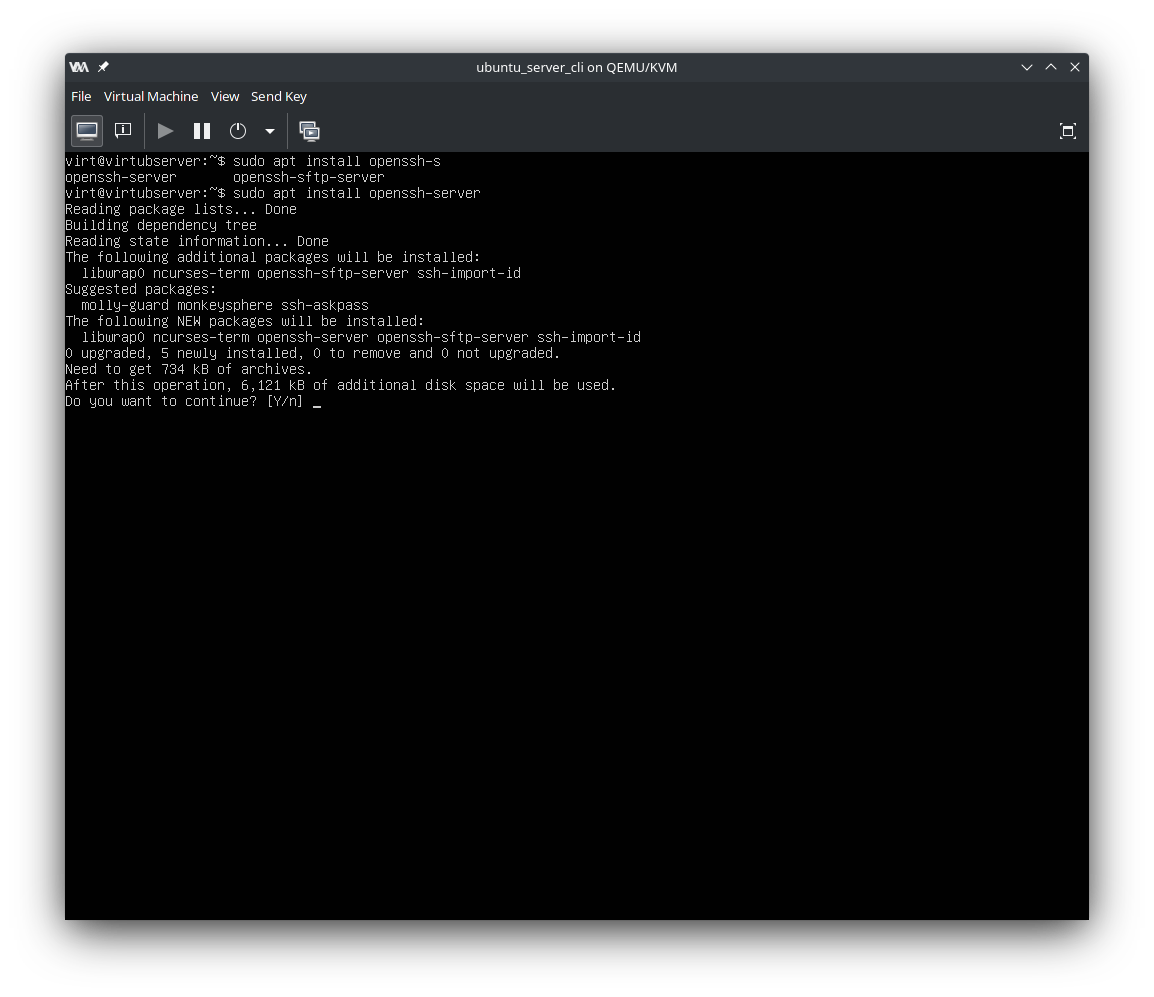 ubuntu_server_cli on QEMU/KVM
File Virtual Machine View Send Key
virt@virtubserver:~$ sudo apt install openssh-s
openssh-server       openssh-sftp-server
virt@virtubserver:~$ sudo apt install openssh-server
Reading package lists... Done
Building dependency tree
Reading state information... Done
The following additional packages will be installed:
  libwrap0 ncurses-term openssh-sftp-server ssh-import-id
Suggested packages:
  molly-guard monkeysphere ssh-askpass
The following NEW packages will be installed:
  libwrap0 ncurses-term openssh-server openssh-sftp-server ssh-import-id
0 upgraded, 5 newly installed, 0 to remove and 0 not upgraded.
Need to get 734 kB of archives.
After this operation, 6,121 kB of additional disk space will be used.
Do you want to continue? [Y/n] _